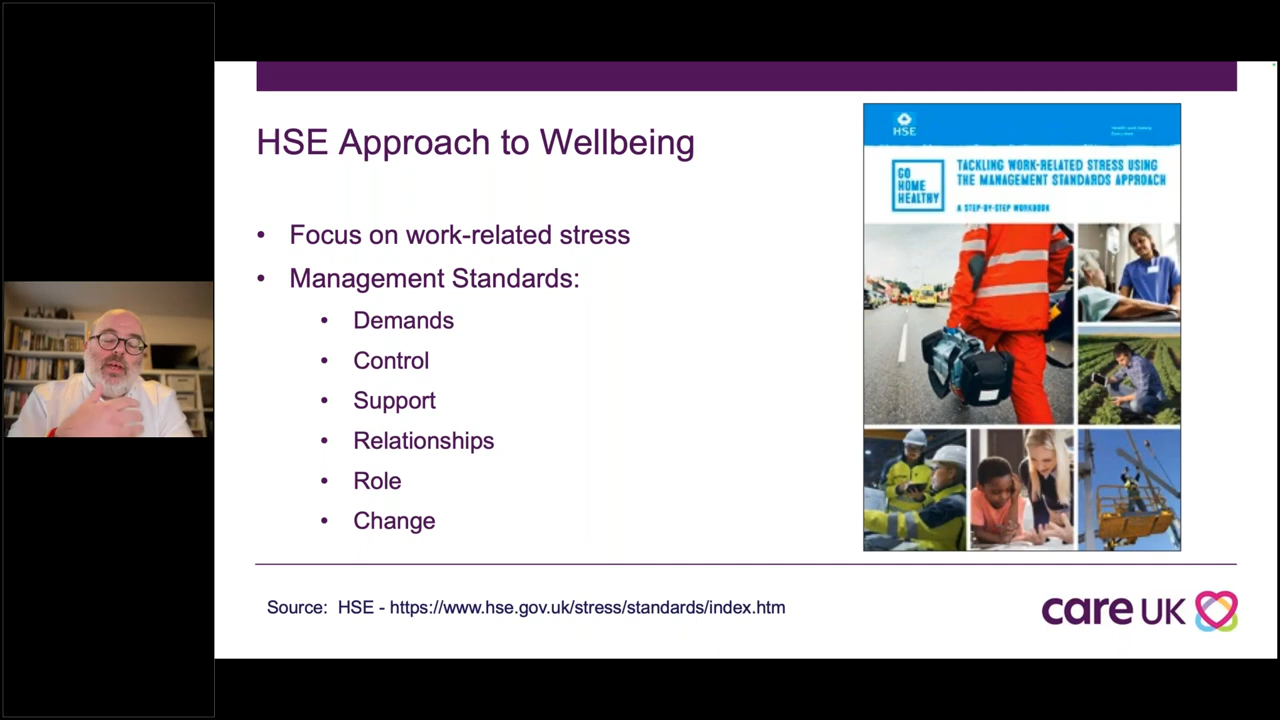 HSE Approach to Wellbeing
• Focus on work-related stress
• Management Standards:
• Demands
• Control
• Support
• Relationships
• Role
• Change
HSE
GO
HOME
HEALTHY
TACKLING WORK-RELATED STRESS USING
THE MANAGEMENT STANDARDS APPROACH
A STEP-BY-STEP WORKBOOK
Source: HSE - https://www.hse.gov.uk/stress/standards/index.htm
care UK